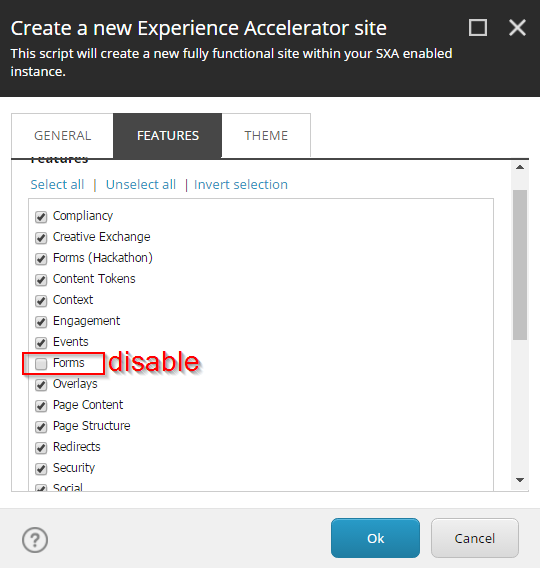 Create a new Experience Accelerator site
This script will create a new fully functional site within your SXA enabled
instance.
GENERAL
FEATURES
THEME
Features
Select all | Unselect all | Invert selection
Compliancy
Creative Exchange
Forms (Hackathon)
Content Tokens
Context
Engagement
Events
Forms
disable
Overlays
Page Content
Page Structure
Redirects
Security
Social
?
Ok
Cancel